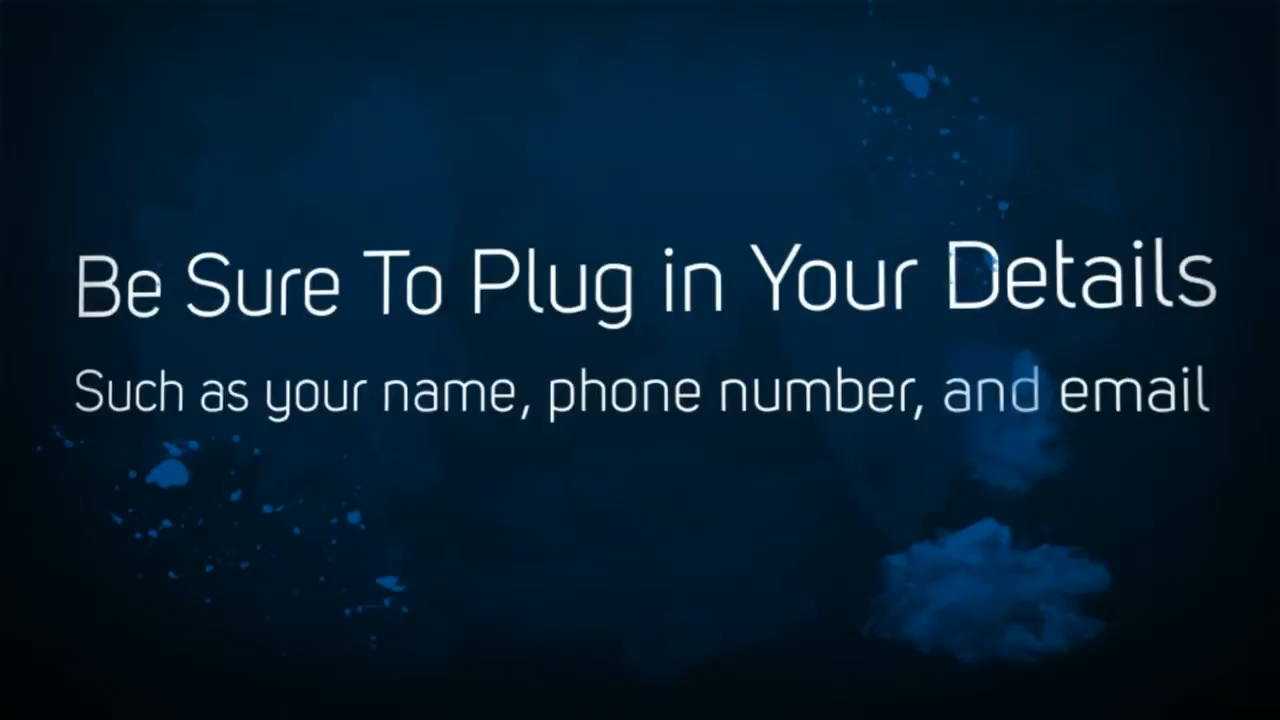 Be Sure To Plug in Your Details
Such as your name, phone number, and email